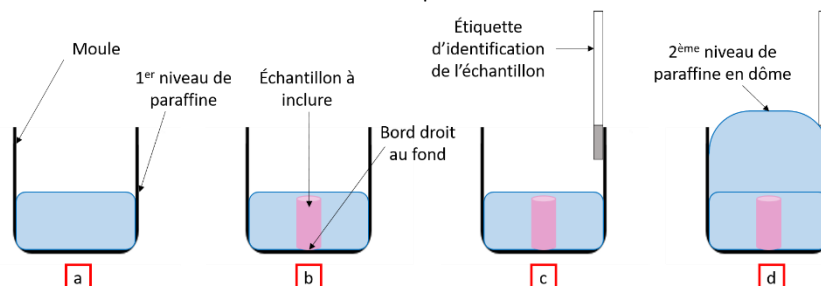 Moule
1er niveau de
paraffine
Échantillon à
inclure
Bord droit
au fond
Étiquette
d'identification
de l'échantillon
2ème niveau de
paraffine en dôme
a
b
c
d